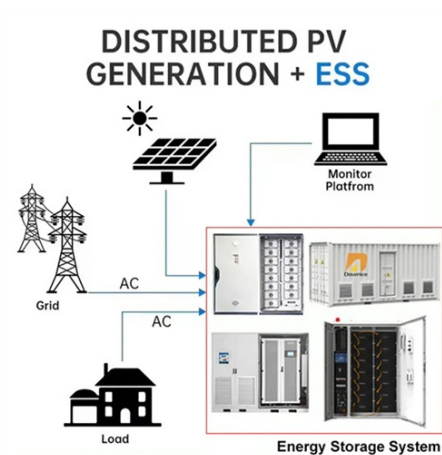 DISTRIBUTED PV
GENERATION + ESS
Monitor
Platfrom
Grid
AC
AC
Load
Energy Storage System